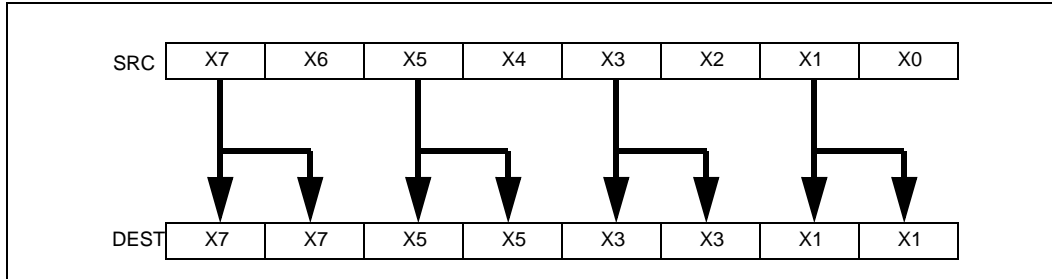 SRC X7 X6 X5 X4 X3 X2 X1 X0
DEST X7 X7 X5 X5 X3 X3 X1 X1